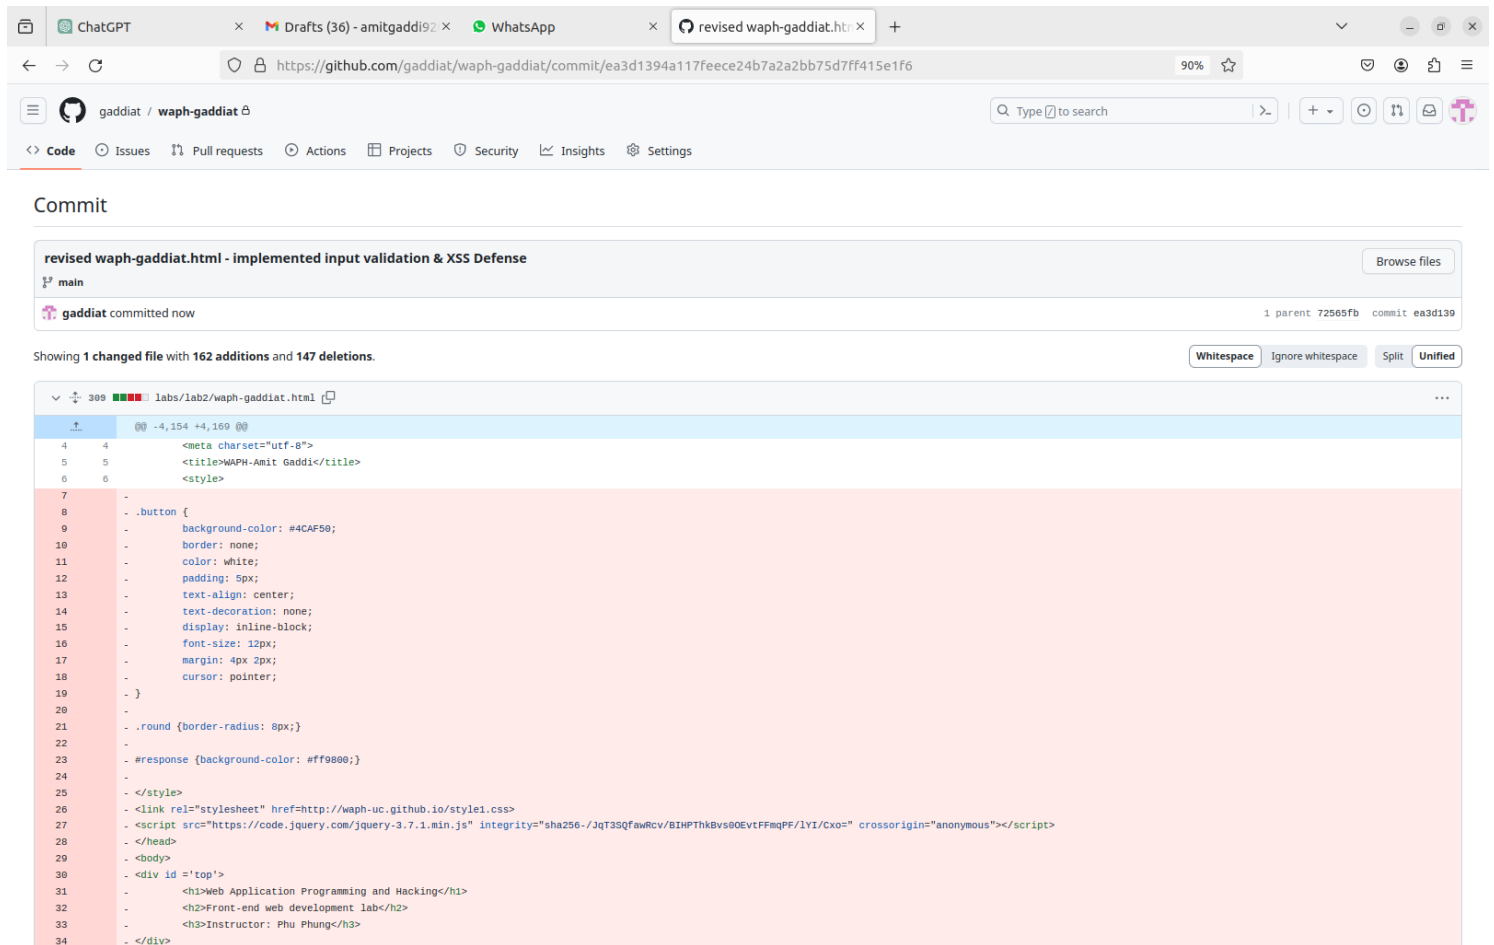 ChatGPT
Drafts (36) - amitgaddi92
WhatsApp
revised waph-gaddiat.htm
https://github.com/gaddiat/waph-gaddiat/commit/ea3d1394a117feece24b7a2a2bb75d7ff415e1f6
90%
gaddiat / waph-gaddiat
Type / to search
Code Issues Pull requests Actions Projects Security Insights Settings
Commit
revised waph-gaddiat.html - implemented input validation & XSS Defense
Browse files
main
gaddiat committed now
1 parent 72565fb commit ea3d139
Showing 1 changed file with 162 additions and 147 deletions.
Whitespace Ignore whitespace Split Unified
309 labs/lab2/waph-gaddiat.html
@@ -4,154 +4,169 @@
4 4 <meta charset="utf-8">
5 5 <title>WAPH-Amit Gaddi</title>
6 6 <style>
7 -
8 - .button {
9 - background-color: #4CAF50;
10 - border: none;
11 - color: white;
12 - padding: 5px;
13 - text-align: center;
14 - text-decoration: none;
15 - display: inline-block;
16 - font-size: 12px;
17 - margin: 4px 2px;
18 - cursor: pointer;
19 - }
20 -
21 - .round {border-radius: 8px;}
22 -
23 - #response {background-color: #ff9800;}
24 -
25 - </style>
26 - <link rel="stylesheet" href=http://waph-uc.github.io/style1.css>
27 - <script src="https://code.jquery.com/jquery-3.7.1.min.js" integrity="sha256-/JqT3SQfawRcv/BIHPThkBvs0OEvtFFmqPF/lYI/Cxo=" crossorigin="anonymous"></script>
28 - </head>
29 - <body>
30 - <div id ='top'>
31 - <h1>Web Application Programming and Hacking</h1>
32 - <h2>Front-end web development lab</h2>
33 - <h3>Instructor: Phu Phung</h3>
34 - </div>